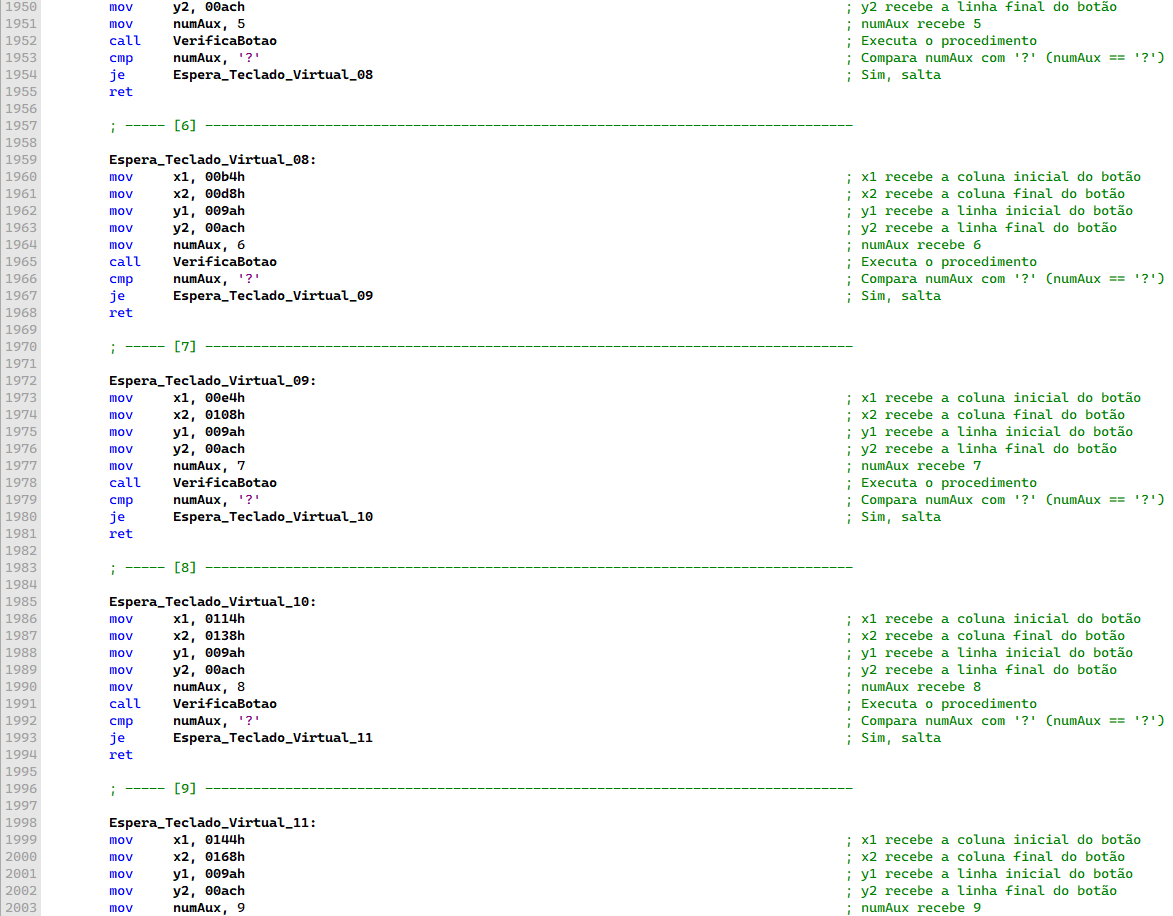 1950 mov y2, 00ach ; y2 recebe a linha final do botão
1951 mov numAux, 5 ; numAux recebe 5
1952 call VerificaBotao ; Executa o procedimento
1953 cmp numAux, '?' ; Compara numAux com '?' (numAux == '?')
1954 je Espera_Teclado_Virtual_08 ; Sim, salta
1955 ret
1956
1957 ; ----- [6] ---------------------------------------------------------------------------------
1958
1959 Espera_Teclado_Virtual_08:
1960 mov x1, 00b4h ; x1 recebe a coluna inicial do botão
1961 mov x2, 00d8h ; x2 recebe a coluna final do botão
1962 mov y1, 009ah ; y1 recebe a linha inicial do botão
1963 mov y2, 00ach ; y2 recebe a linha final do botão
1964 mov numAux, 6 ; numAux recebe 6
1965 call VerificaBotao ; Executa o procedimento
1966 cmp numAux, '?' ; Compara numAux com '?' (numAux == '?')
1967 je Espera_Teclado_Virtual_09 ; Sim, salta
1968 ret
1969
1970 ; ----- [7] ---------------------------------------------------------------------------------
1971
1972 Espera_Teclado_Virtual_09:
1973 mov x1, 00e4h ; x1 recebe a coluna inicial do botão
1974 mov x2, 0108h ; x2 recebe a coluna final do botão
1975 mov y1, 009ah ; y1 recebe a linha inicial do botão
1976 mov y2, 00ach ; y2 recebe a linha final do botão
1977 mov numAux, 7 ; numAux recebe 7
1978 call VerificaBotao ; Executa o procedimento
1979 cmp numAux, '?' ; Compara numAux com '?' (numAux == '?')
1980 je Espera_Teclado_Virtual_10 ; Sim, salta
1981 ret
1982
1983 ; ----- [8] ---------------------------------------------------------------------------------
1984
1985 Espera_Teclado_Virtual_10:
1986 mov x1, 0114h ; x1 recebe a coluna inicial do botão
1987 mov x2, 0138h ; x2 recebe a coluna final do botão
1988 mov y1, 009ah ; y1 recebe a linha inicial do botão
1989 mov y2, 00ach ; y2 recebe a linha final do botão
1990 mov numAux, 8 ; numAux recebe 8
1991 call VerificaBotao ; Executa o procedimento
1992 cmp numAux, '?' ; Compara numAux com '?' (numAux == '?')
1993 je Espera_Teclado_Virtual_11 ; Sim, salta
1994 ret
1995
1996 ; ----- [9] ---------------------------------------------------------------------------------
1997
1998 Espera_Teclado_Virtual_11:
1999 mov x1, 0144h ; x1 recebe a coluna inicial do botão
2000 mov x2, 0168h ; x2 recebe a coluna final do botão
2001 mov y1, 009ah ; y1 recebe a linha inicial do botão
2002 mov y2, 00ach ; y2 recebe a linha final do botão
2003 mov numAux, 9 ; numAux recebe 9